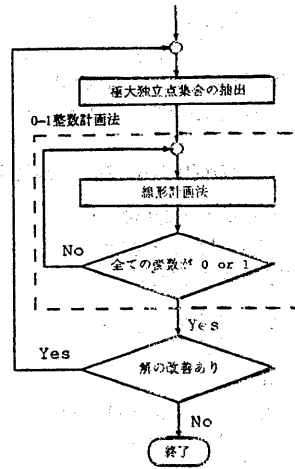 極大独立点集合の抽出
0-1整数計画法
線形計画法
No
全ての変数が 0 or 1
Yes
Yes
解の改善あり
No
終了